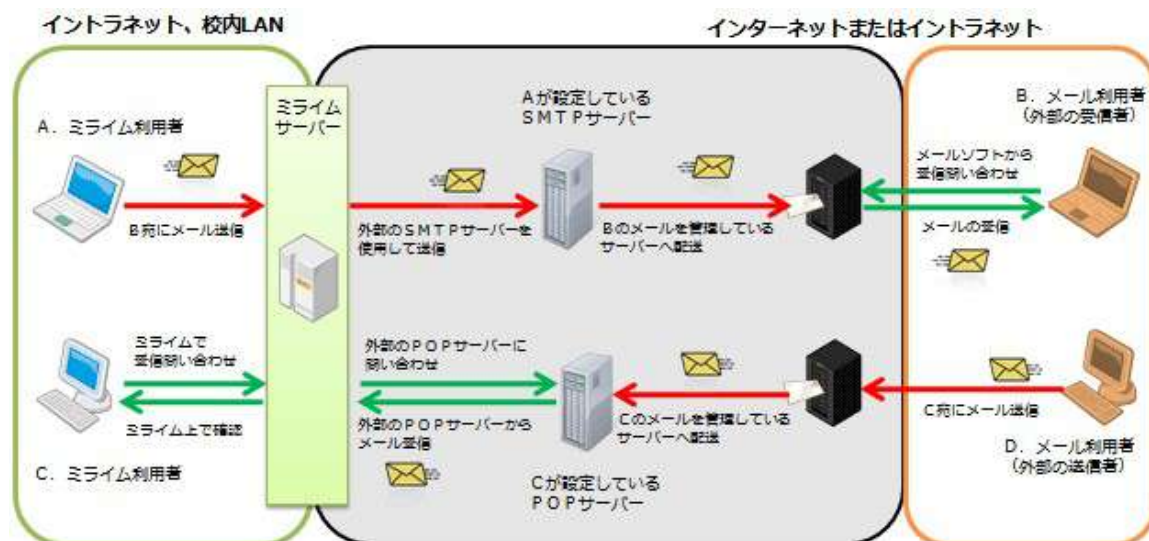 イントラネット、校内LAN
インターネットまたはイントラネット
A．ミライム利用者
B宛にメール送信
ミライム
サーバー
Aが設定している
SMTPサーバー
外部のSMTPサーバーを
使用して送信
Bのメールを管理している
サーバーへ配送
B．メール利用者
（外部の受信者）
メールソフトから
受信問い合わせ
メールの受信
ミライムで
受信問い合わせ
ミライム上で確認
C．ミライム利用者
外部のPOPサーバーに
問い合わせ
外部のPOPサーバーから
メール受信
Cのメールを管理している
サーバーへ配送
Cが設定している
POPサーバー
C宛にメール送信
D．メール利用者
（外部の送信者）